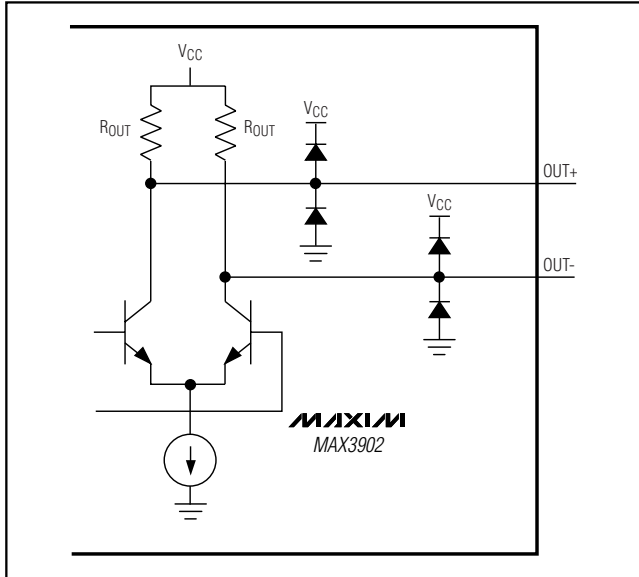 VCC
ROUT
ROUT
VCC
OUT+
VCC
OUT-
MAXIM
MAX3902